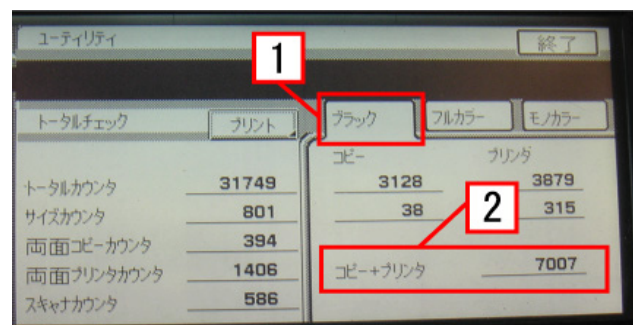 ユーティリティ 終了
1
トータルチェック プリント ブラック フルカラー モノカラー
コピー プリンタ
トータルカウンタ 31749 3128 3879
サイズカウンタ 801 38 315
2
両面コピーカウンタ 394
両面プリンタカウンタ 1406 コピー+プリンタ 7007
スキャナカウンタ 586